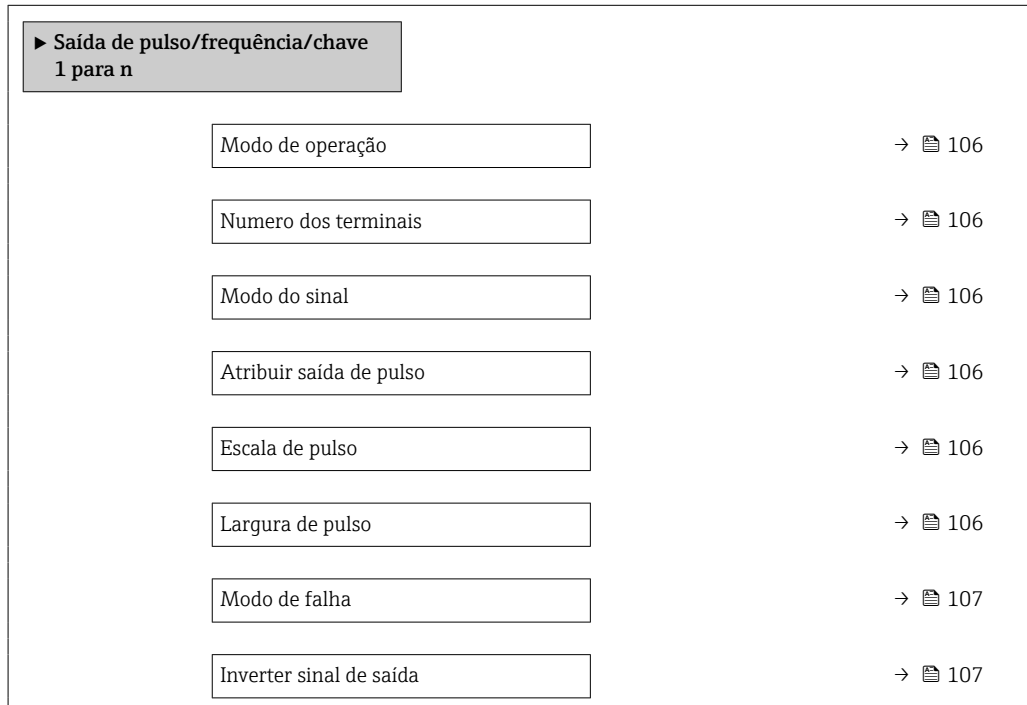 ▶ Saída de pulso/frequência/chave
1 para n
Modo de operação → 106
Numero dos terminais → 106
Modo do sinal → 106
Atribuir saída de pulso → 106
Escala de pulso → 106
Largura de pulso → 106
Modo de falha → 107
Inverter sinal de saída → 107